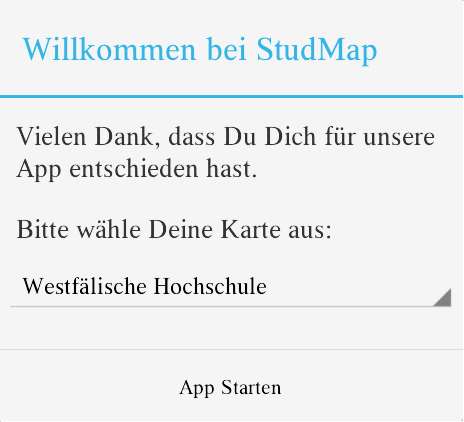 Willkommen bei StudMap
Vielen Dank, dass Du Dich für unsere
App entschieden hast.
Bitte wähle Deine Karte aus:
Westfälische Hochschule
App Starten